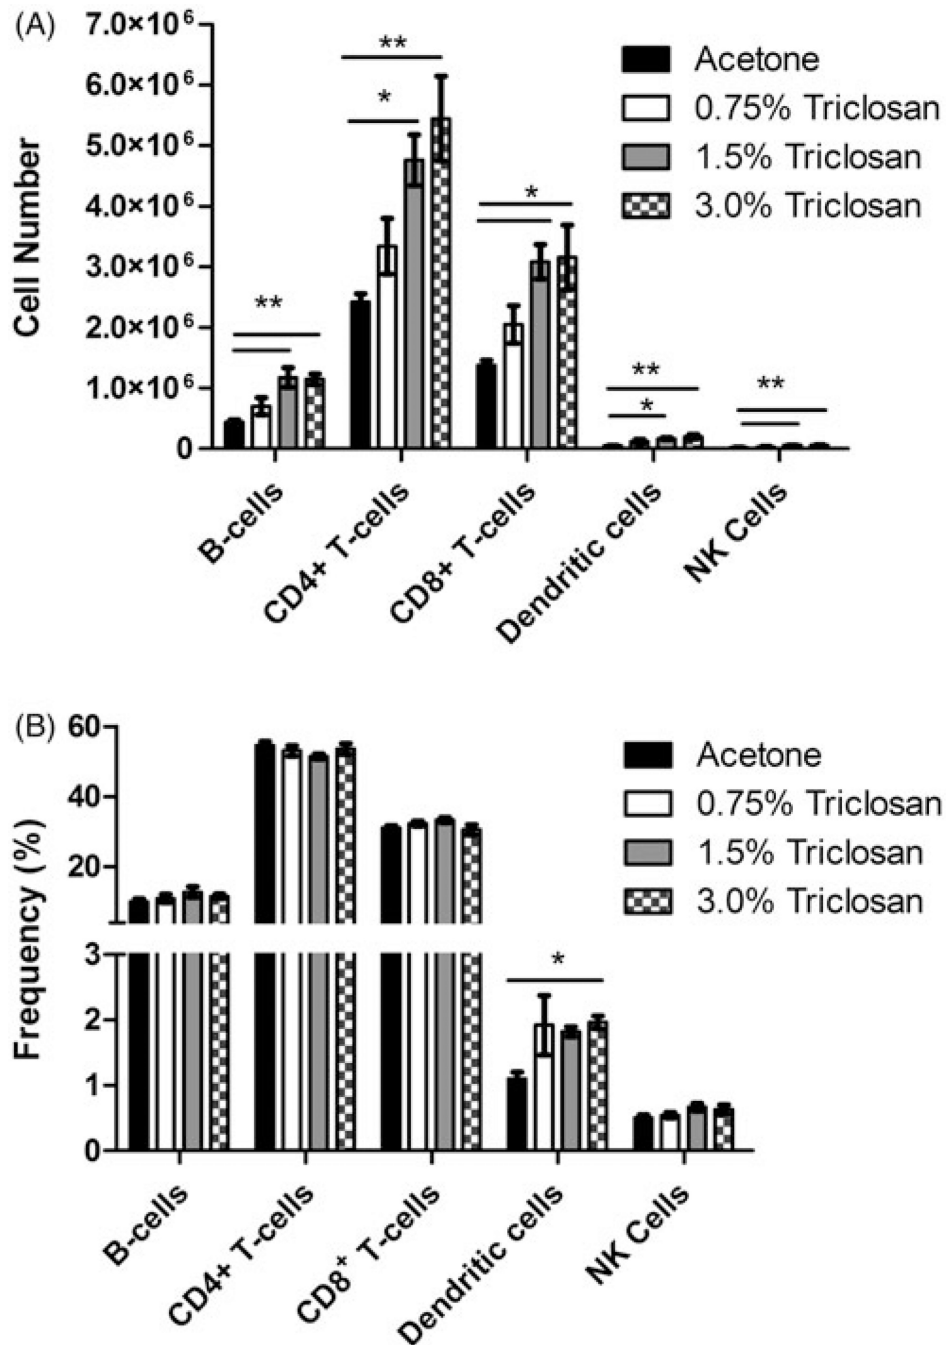 (A)
7.0×10⁶
6.0×10⁶
5.0×10⁶
4.0×10⁶
3.0×10⁶
2.0×10⁶
1.0×10⁶
0
Cell Number
**
**
*
*
**
*
**
Acetone
0.75% Triclosan
1.5% Triclosan
3.0% Triclosan
B-cells
CD4+ T-cells
CD8+ T-cells
Dendritic cells
NK Cells
(B)
60
40
20
3
2
1
0
Frequency (%)
*
Acetone
0.75% Triclosan
1.5% Triclosan
3.0% Triclosan
B-cells
CD4+ T-cells
CD8⁺ T-cells
Dendritic cells
NK Cells